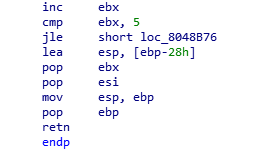 inc ebx
cmp ebx, 5
jle short loc_8048B76
lea esp, [ebp-28h]
pop ebx
pop esi
mov esp, ebp
pop ebp
retn
endp